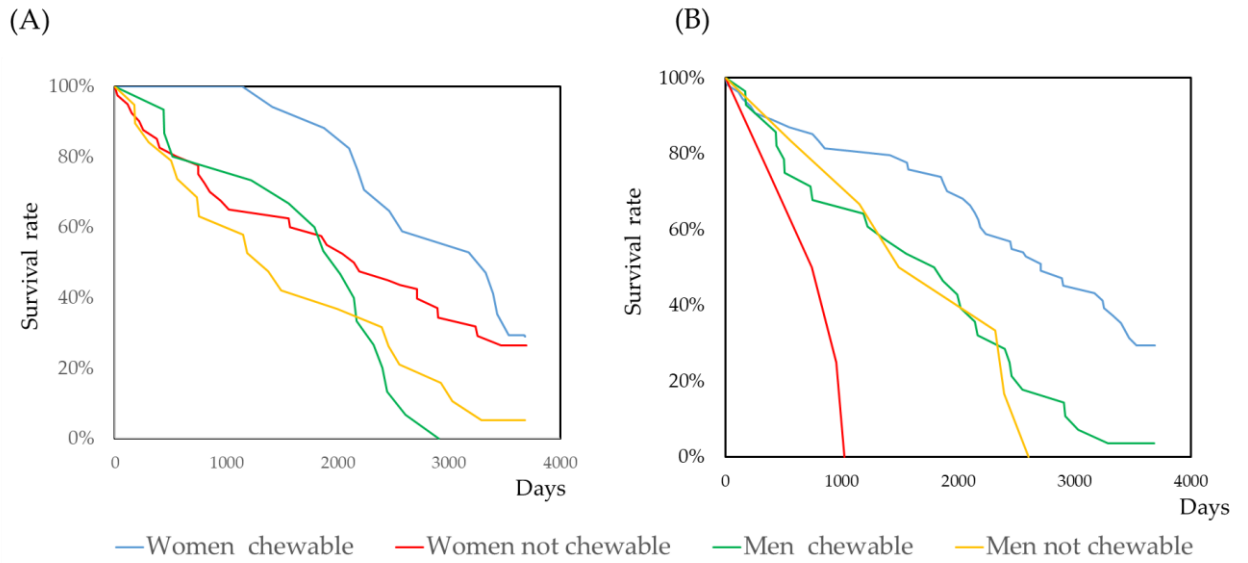 (A)
(B)
100%
80%
60%
40%
20%
0%
Survival rate
0 1000 2000 3000 4000
Days
100%
80%
60%
40%
20%
0%
Survival rate
0 1000 2000 3000 4000
Days
Women chewable Women not chewable Men chewable Men not chewable